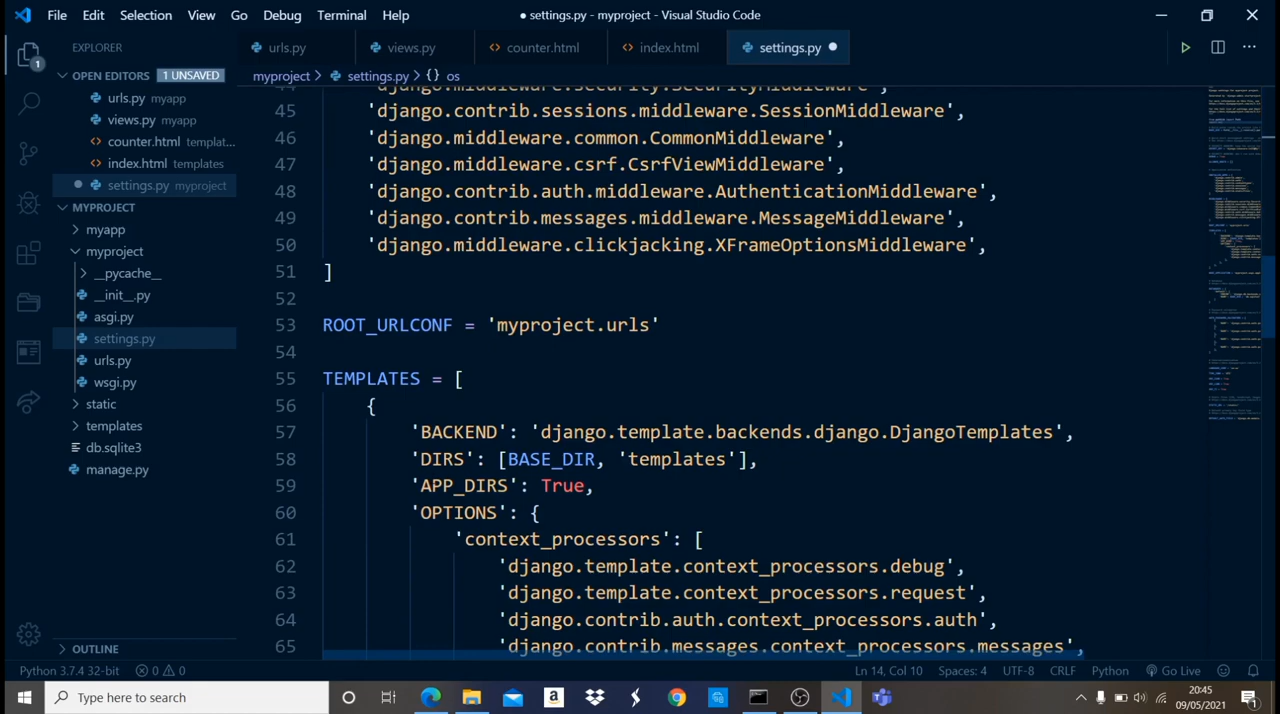 File Edit Selection View Go Debug Terminal Help ● settings.py - myproject - Visual Studio Code
EXPLORER
urls.py views.py counter.html index.html settings.py
OPEN EDITORS 1 UNSAVED
myproject > settings.py > {} os
urls.py myapp
views.py myapp
counter.html templat...
index.html templates
settings.py myproject
MYPROJECT
myapp
myproject
__pycache__
__init__.py
asgi.py
settings.py
urls.py
wsgi.py
static
templates
db.sqlite3
manage.py
OUTLINE
1
44 'django.middleware.security.SecurityMiddleware',
45 'django.contrib.sessions.middleware.SessionMiddleware',
46 'django.middleware.common.CommonMiddleware',
47 'django.middleware.csrf.CsrfViewMiddleware',
48 'django.contrib.auth.middleware.AuthenticationMiddleware',
49 'django.contrib.messages.middleware.MessageMiddleware',
50 'django.middleware.clickjacking.XFrameOptionsMiddleware',
51 ]
52
53 ROOT_URLCONF = 'myproject.urls'
54
55 TEMPLATES = [
56 {
57 'BACKEND': 'django.template.backends.django.DjangoTemplates',
58 'DIRS': [BASE_DIR, 'templates'],
59 'APP_DIRS': True,
60 'OPTIONS': {
61 'context_processors': [
62 'django.template.context_processors.debug',
63 'django.template.context_processors.request',
64 'django.contrib.auth.context_processors.auth',
65 'django.contrib.messages.context_processors.messages',
Python 3.7.4 32-bit 0 0 Ln 14, Col 10 Spaces: 4 UTF-8 CRLF Python Go Live
Type here to search
20:45
09/05/2021
1